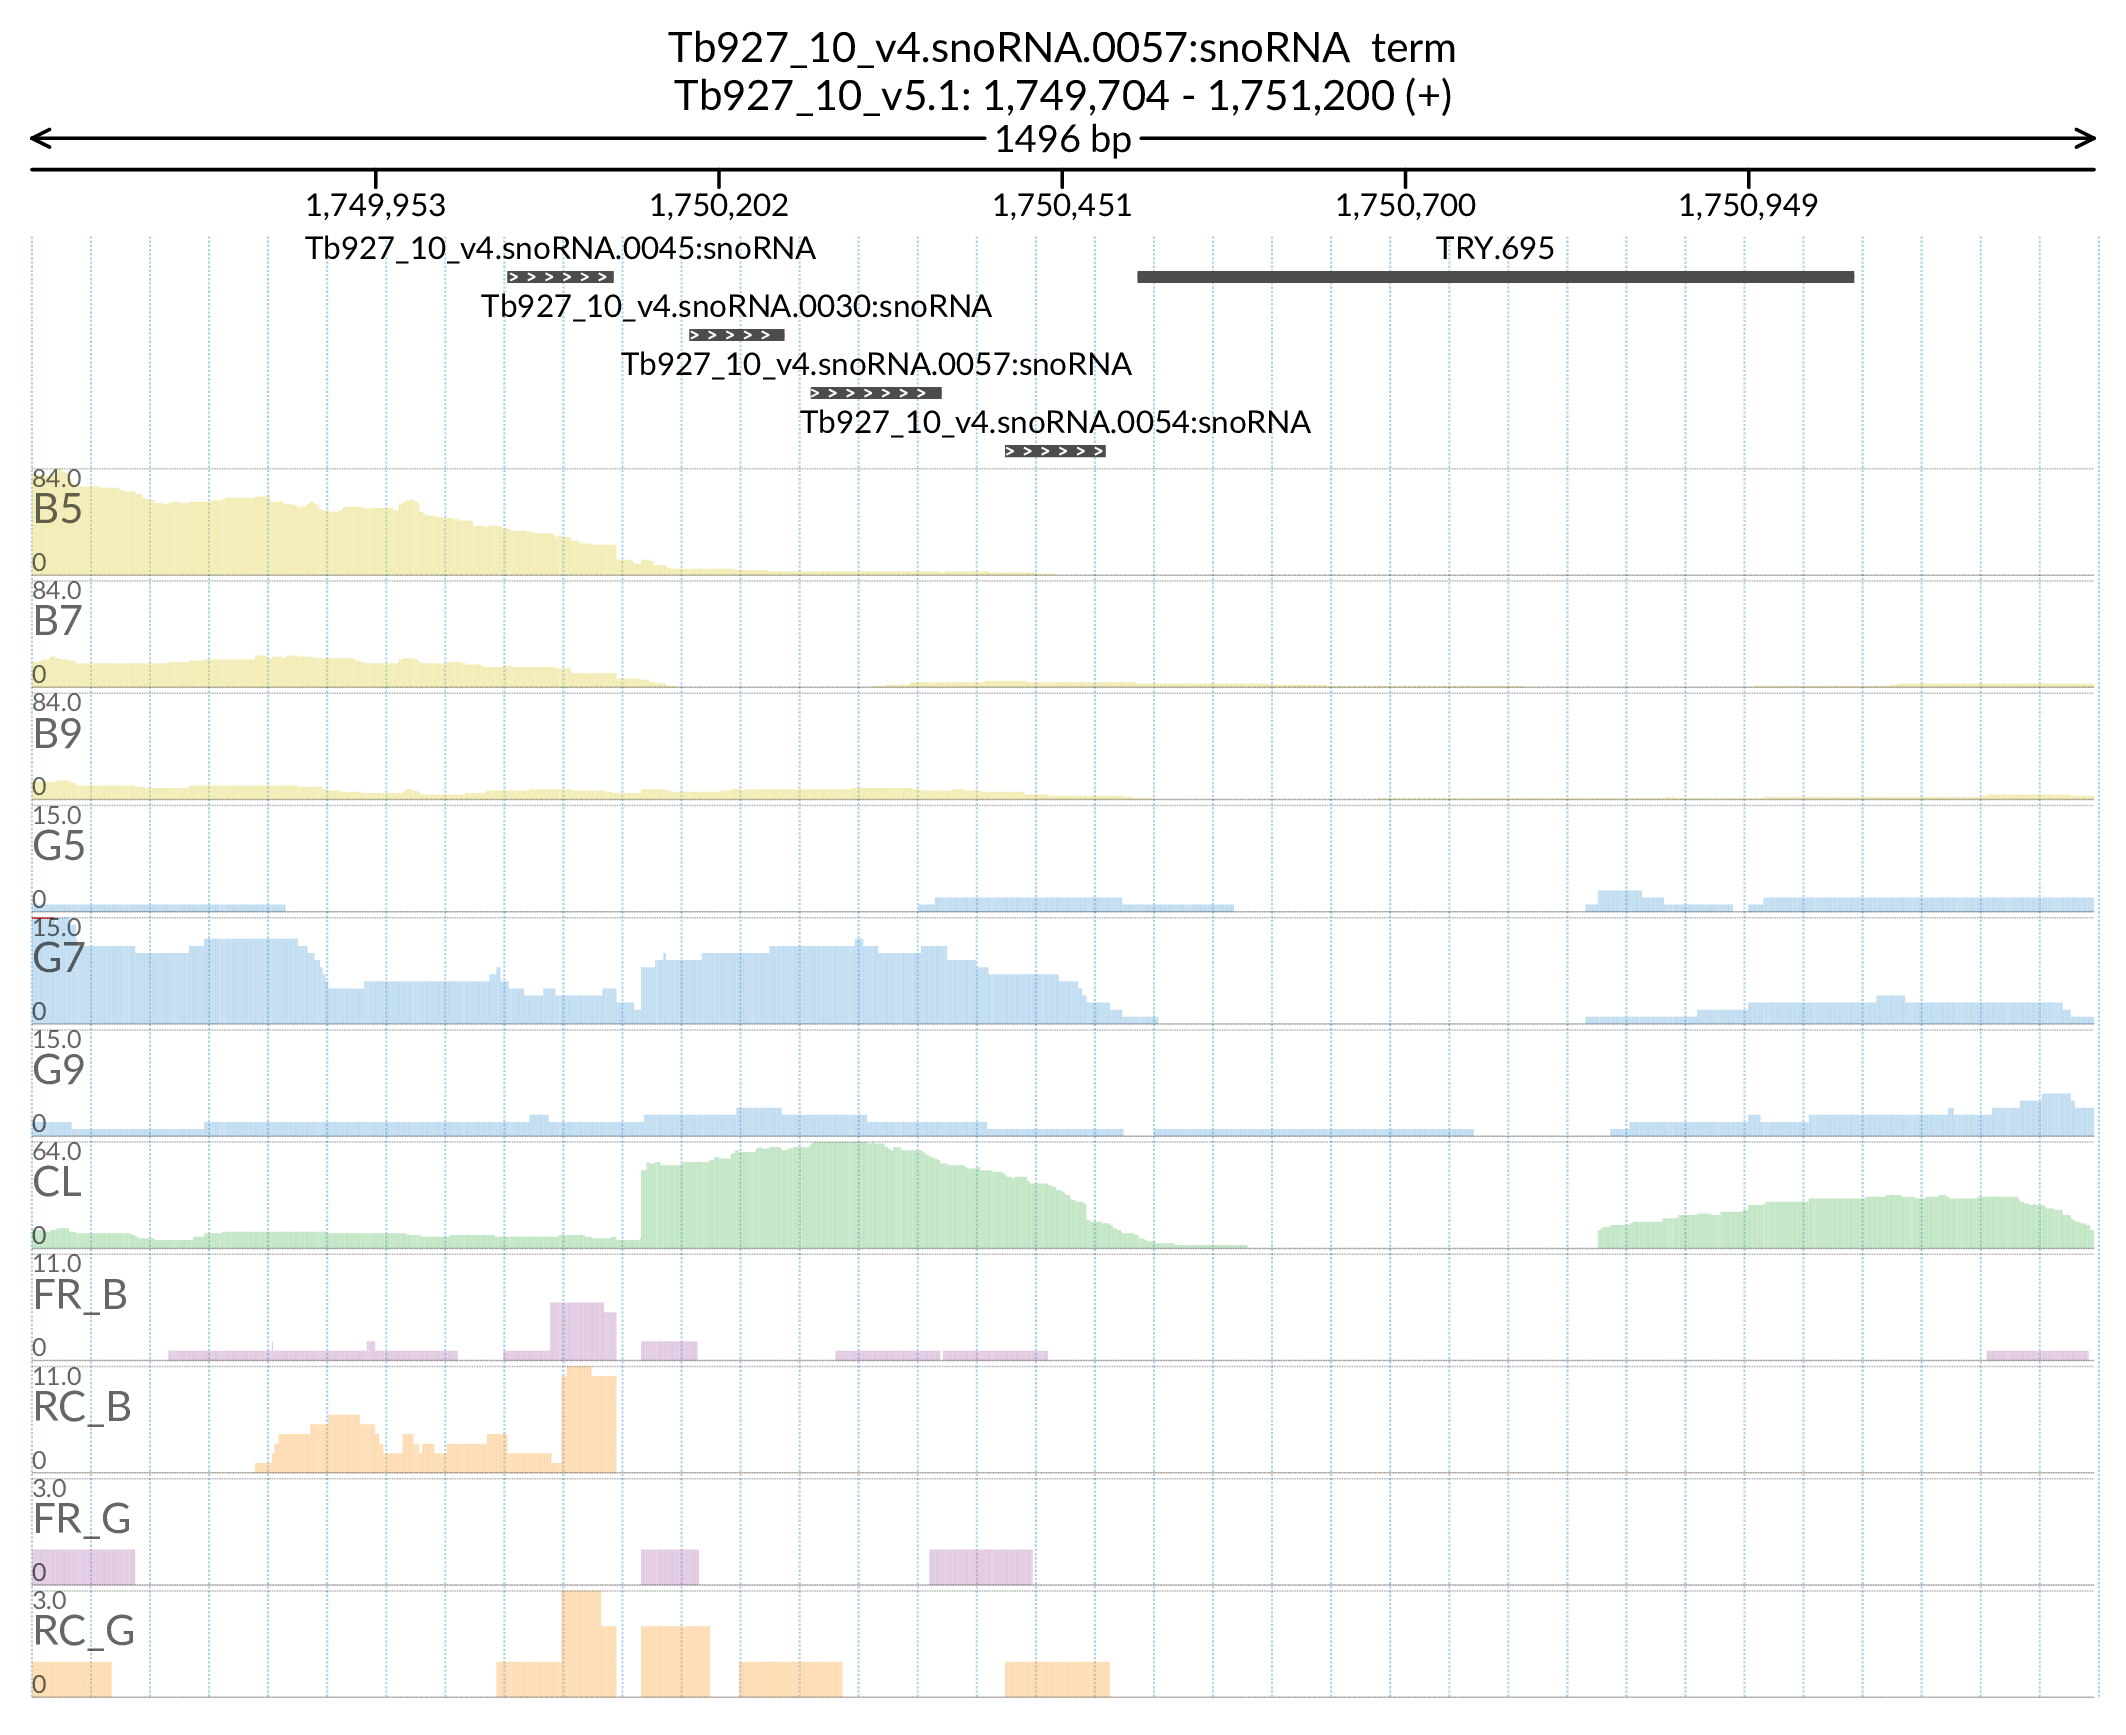 Tb927_10_v4.snoRNA.0057:snoRNA  term
Tb927_10_v5.1: 1,749,704 - 1,751,200 (+)
1496 bp
1,749,953 1,750,202 1,750,451 1,750,700 1,750,949
Tb927_10_v4.snoRNA.0045:snoRNA TRY.695
Tb927_10_v4.snoRNA.0030:snoRNA
Tb927_10_v4.snoRNA.0057:snoRNA
Tb927_10_v4.snoRNA.0054:snoRNA
84.0
B5
0
84.0
B7
0
84.0
B9
0
15.0
G5
0
15.0
G7
0
15.0
G9
0
64.0
CL
0
11.0
FR_B
0
11.0
RC_B
0
3.0
FR_G
0
3.0
RC_G
0